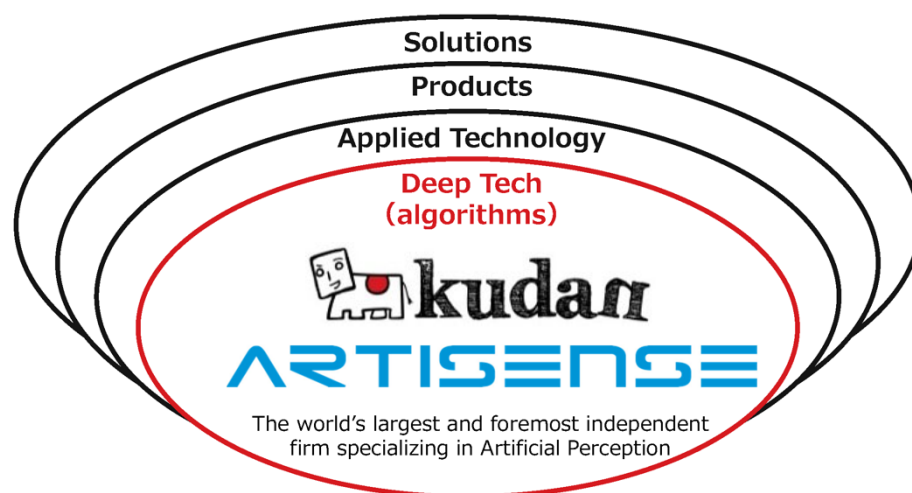 Solutions
Products
Applied Technology
Deep Tech
（algorithms）
kudan
ARTISENSE
The world’s largest and foremost independent
firm specializing in Artificial Perception